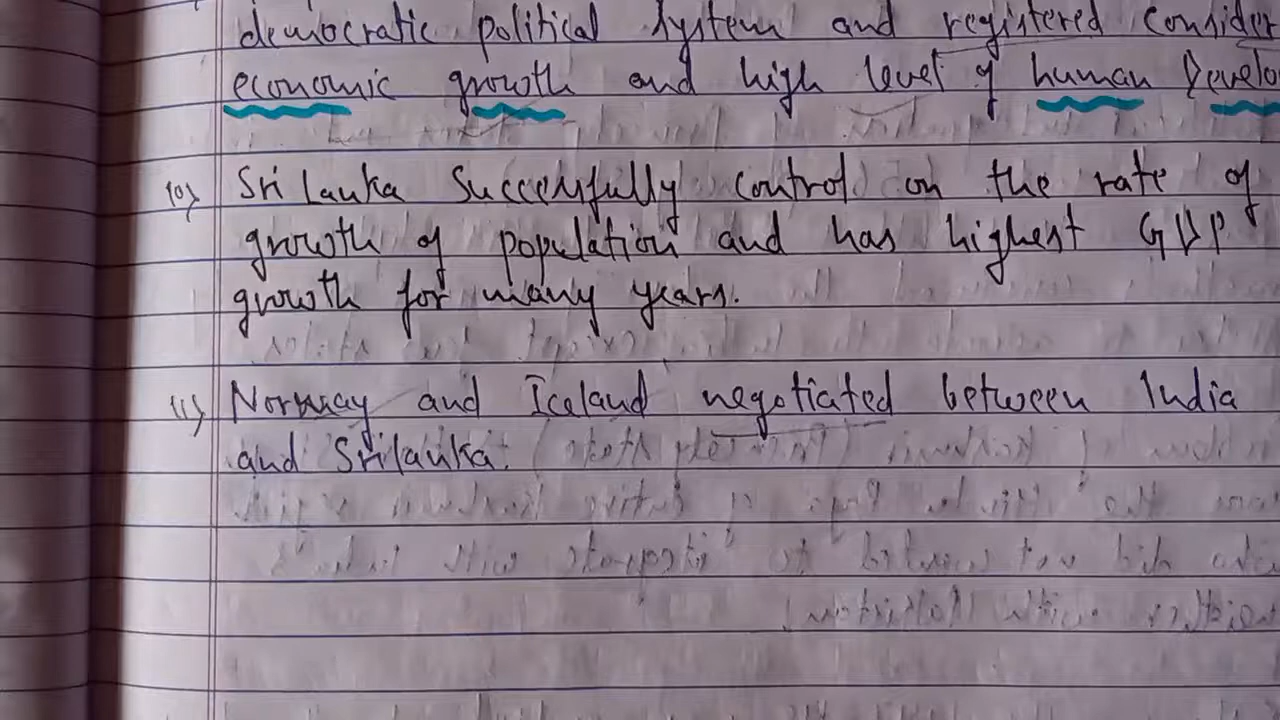 democratic political system and registered consider
economic growth and high level of human Develo
10) Sri Lanka Successfully control on the rate of
growth of population and has highest GDP
growth for many years.
11) Norway and Iceland negotiated between India
and Srilanka.